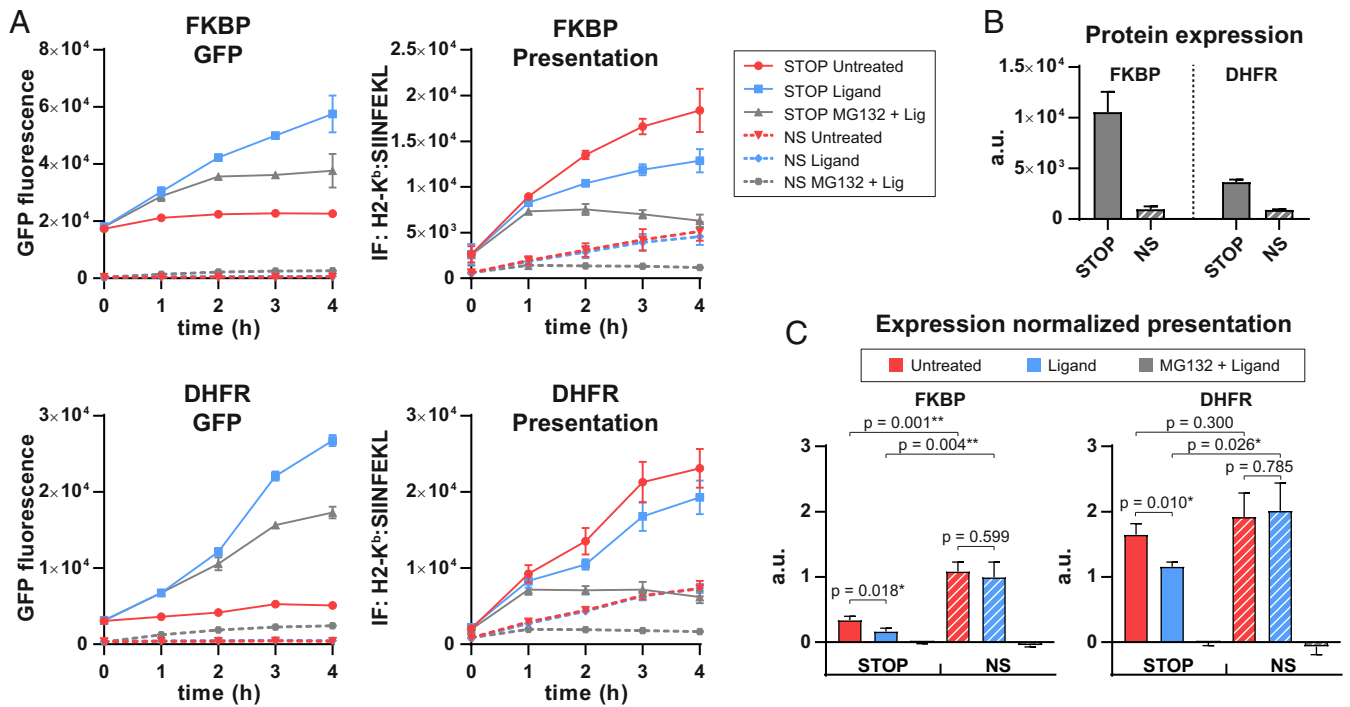 A
FKBP
GFP
8×10⁴
6×10⁴
4×10⁴
2×10⁴
0
GFP fluorescence
0 1 2 3 4
time (h)
FKBP
Presentation
2.5×10⁴
2.0×10⁴
1.5×10⁴
1.0×10⁴
5×10³
0
IF: H2-Kᵇ:SIINFEKL
0 1 2 3 4
time (h)
STOP Untreated
STOP Ligand
STOP MG132 + Lig
NS Untreated
NS Ligand
NS MG132 + Lig
DHFR
GFP
3×10⁴
2×10⁴
1×10⁴
0
GFP fluorescence
0 1 2 3 4
time (h)
DHFR
Presentation
3×10⁴
2×10⁴
1×10⁴
0
IF: H2-Kᵇ:SIINFEKL
0 1 2 3 4
time (h)
B
Protein expression
FKBP DHFR
1.5×10⁴
1×10⁴
5×10³
0
a.u.
STOP NS STOP NS
C
Expression normalized presentation
Untreated Ligand MG132 + Ligand
FKBP
p = 0.001**
p = 0.004**
p = 0.599
p = 0.018*
3
2
1
0
a.u.
STOP NS
DHFR
p = 0.300
p = 0.026*
p = 0.785
p = 0.010*
3
2
1
0
a.u.
STOP NS